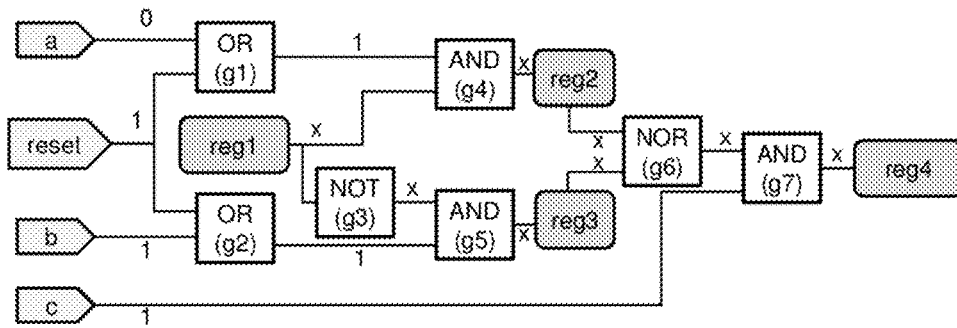 0
a
OR
(g1)
1
AND
(g4)
x
reg2
reset
1
reg1
x
x
NOR
(g6)
x
AND
(g7)
x
reg4
x
NOT
(g3)
x
AND
(g5)
x
reg3
b
1
OR
(g2)
1
c
1